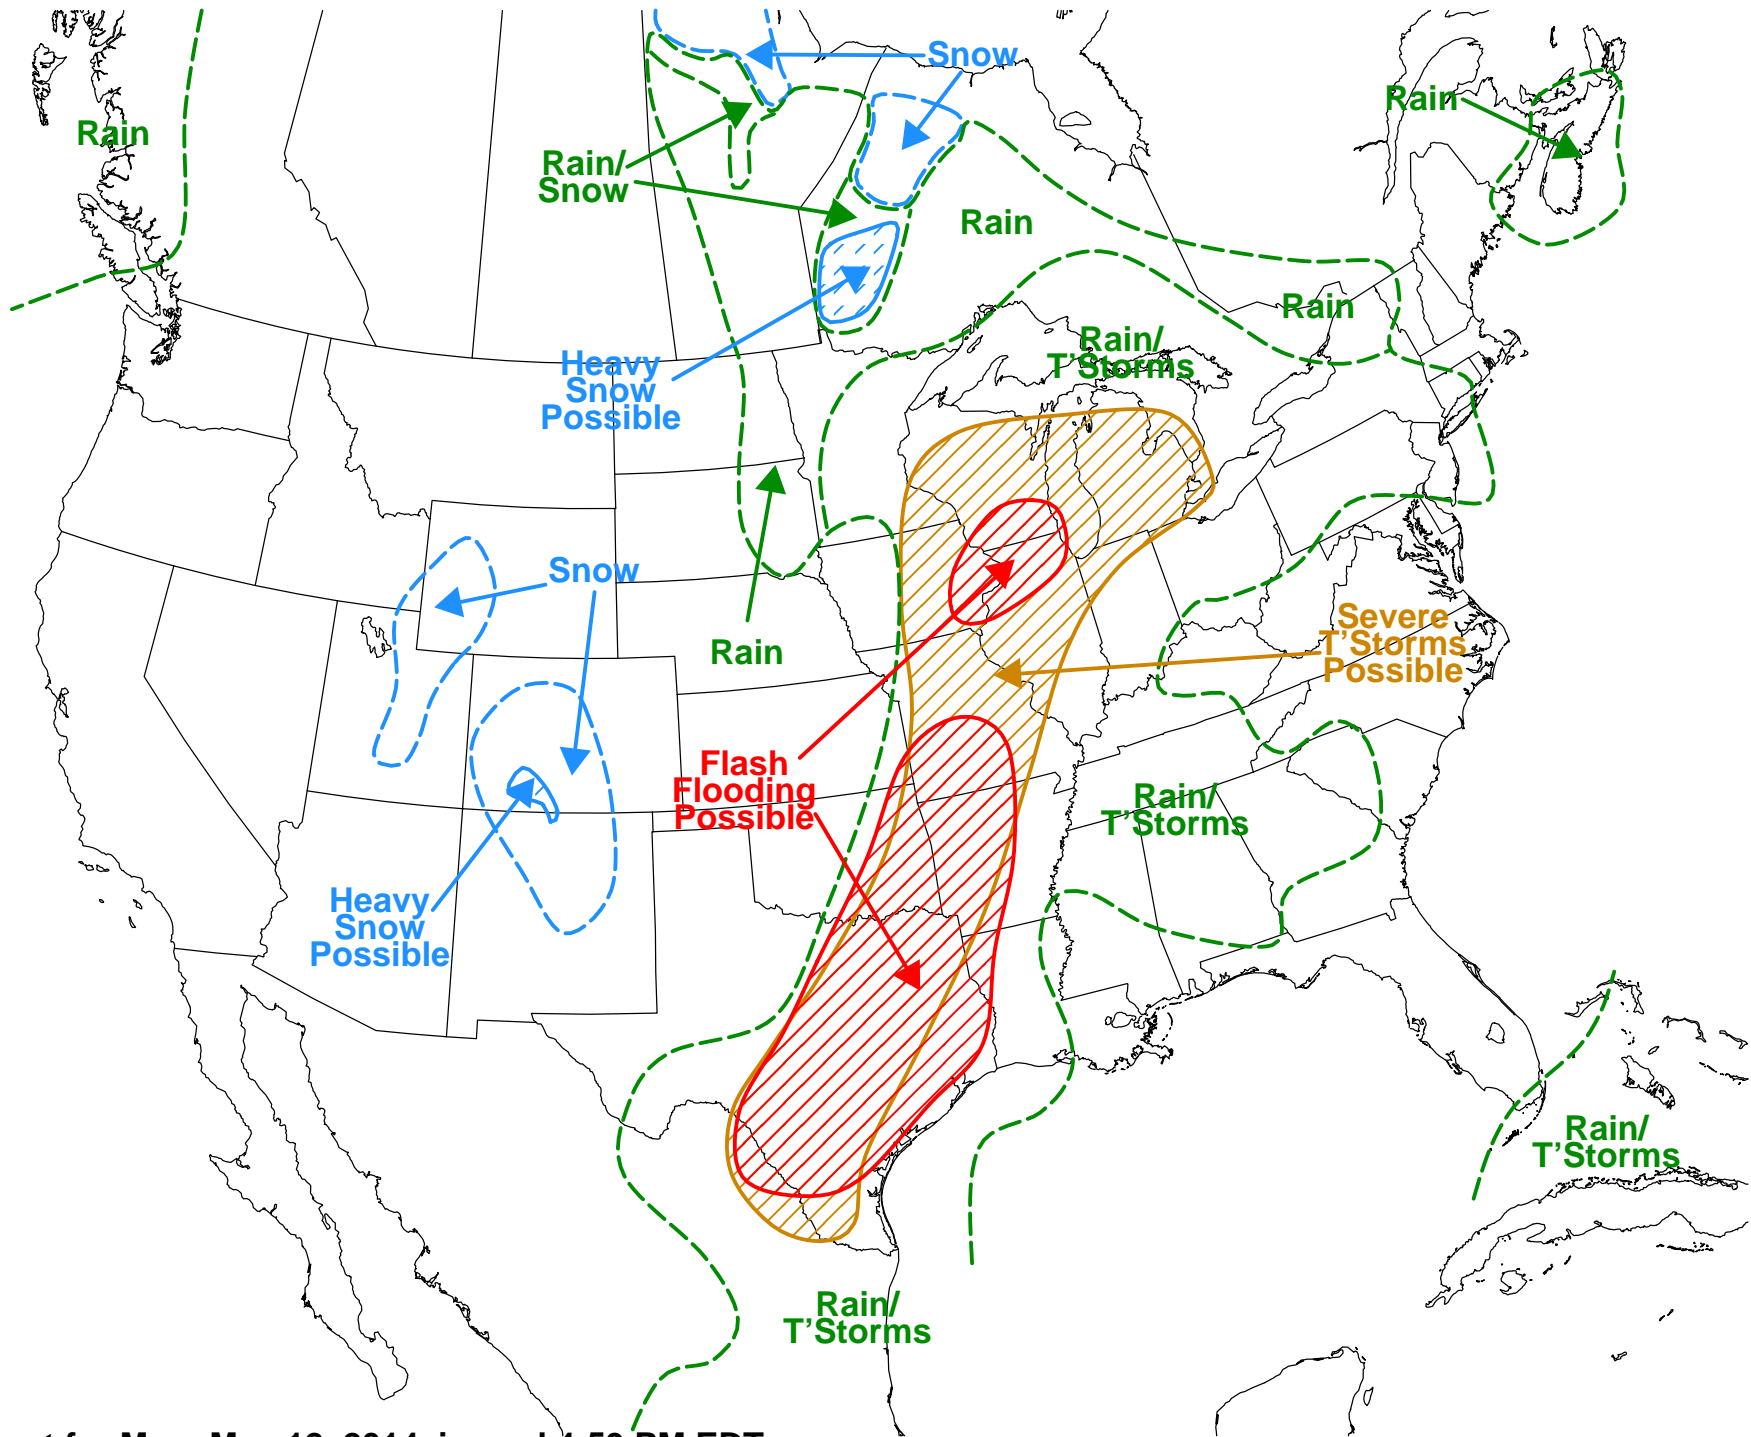 Snow
Rain
Rain
Rain/
Snow
Rain
Rain
Rain/
T'Storms
Heavy
Snow
Possible
Snow
Severe
T'Storms
Possible
Rain
Flash
Flooding
Possible
Rain/
T'Storms
Heavy
Snow
Possible
Rain/
T'Storms
Rain/
T'Storms